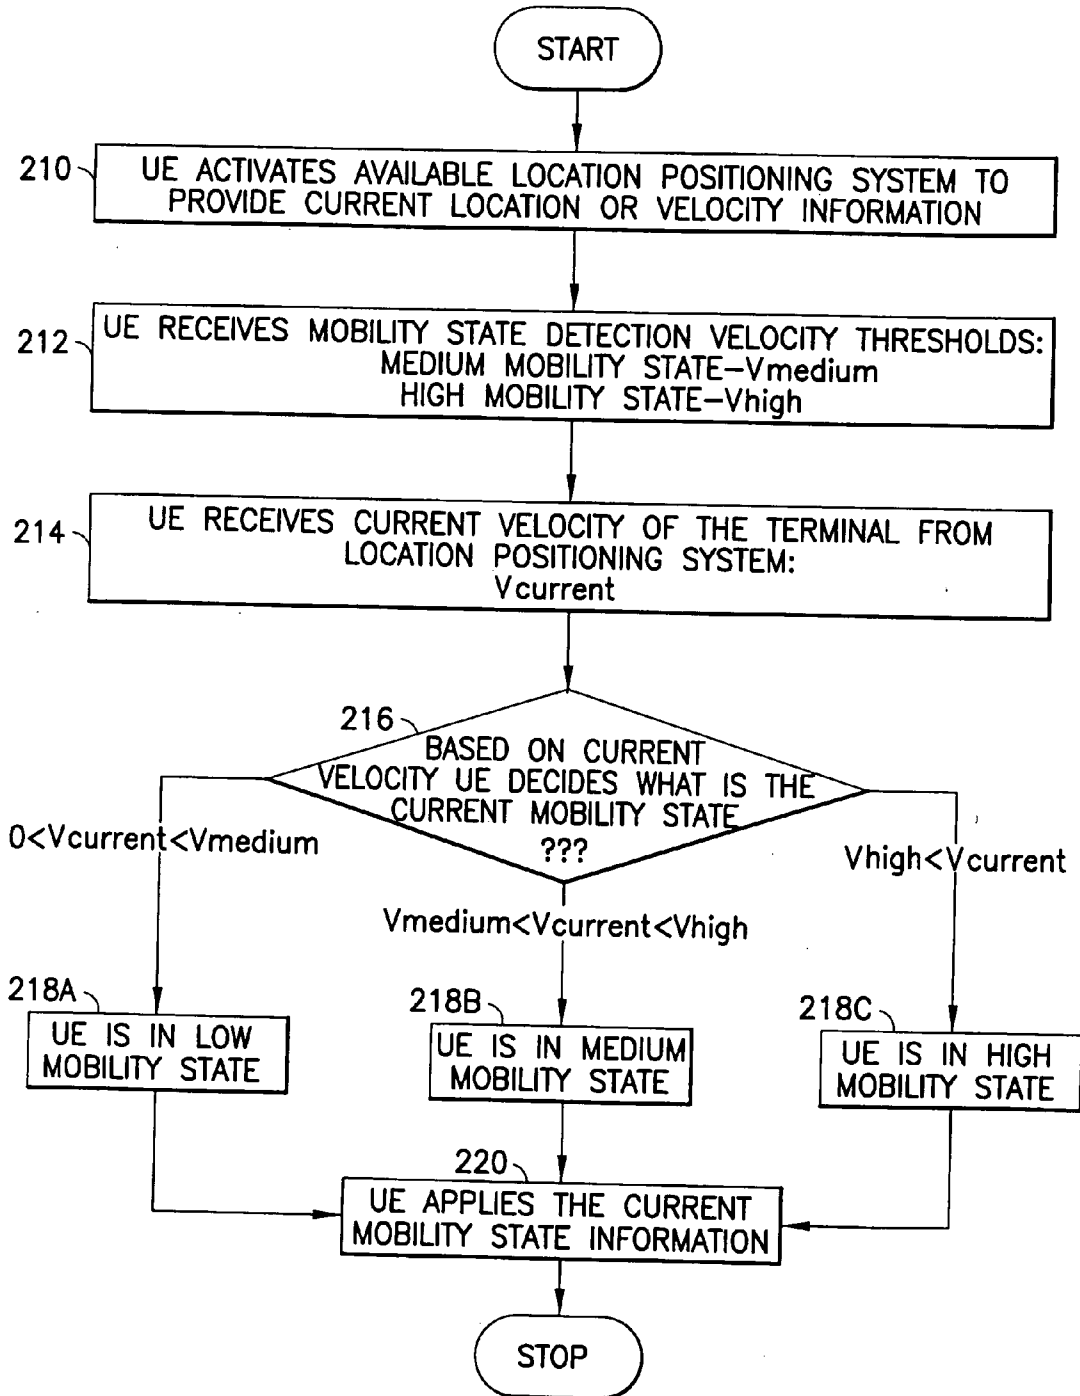 START
210
UE ACTIVATES AVAILABLE LOCATION POSITIONING SYSTEM TO
PROVIDE CURRENT LOCATION OR VELOCITY INFORMATION
212
UE RECEIVES MOBILITY STATE DETECTION VELOCITY THRESHOLDS:
MEDIUM MOBILITY STATE-Vmedium
HIGH MOBILITY STATE-Vhigh
214
UE RECEIVES CURRENT VELOCITY OF THE TERMINAL FROM
LOCATION POSITIONING SYSTEM:
Vcurrent
216
BASED ON CURRENT
VELOCITY UE DECIDES WHAT IS THE
CURRENT MOBILITY STATE
???
0<Vcurrent<Vmedium
Vmedium<Vcurrent<Vhigh
Vhigh<Vcurrent
218A
UE IS IN LOW
MOBILITY STATE
218B
UE IS IN MEDIUM
MOBILITY STATE
218C
UE IS IN HIGH
MOBILITY STATE
220
UE APPLIES THE CURRENT
MOBILITY STATE INFORMATION
STOP